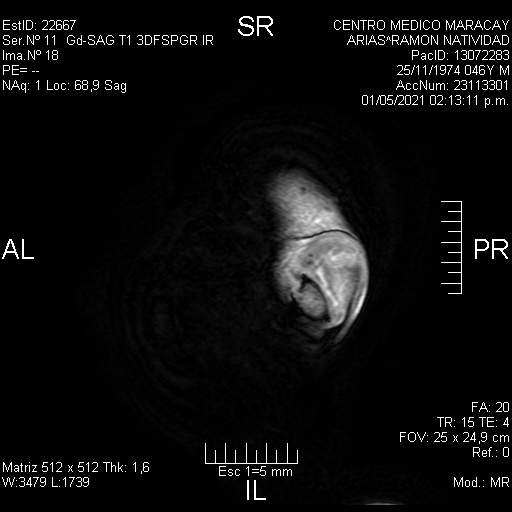 EstID: 22667
Ser.Nº 11 Gd-SAG T1 3DFSPGR IR
Ima.Nº 18
PE= --
NAq: 1 Loc: 68,9 Sag
SR
CENTRO MEDICO MARACAY
ARIAS^RAMON NATIVIDAD
PacID: 13072283
25/11/1974 046Y M
AccNum: 23113301
01/05/2021 02:13:11 p.m.
AL
PR
FA: 20
TR: 15 TE: 4
FOV: 25 x 24,9 cm
Ref.: 0
Matriz 512 x 512 Thk: 1,6
W:3479 L:1739
Esc 1=5 mm
IL
Mod.: MR